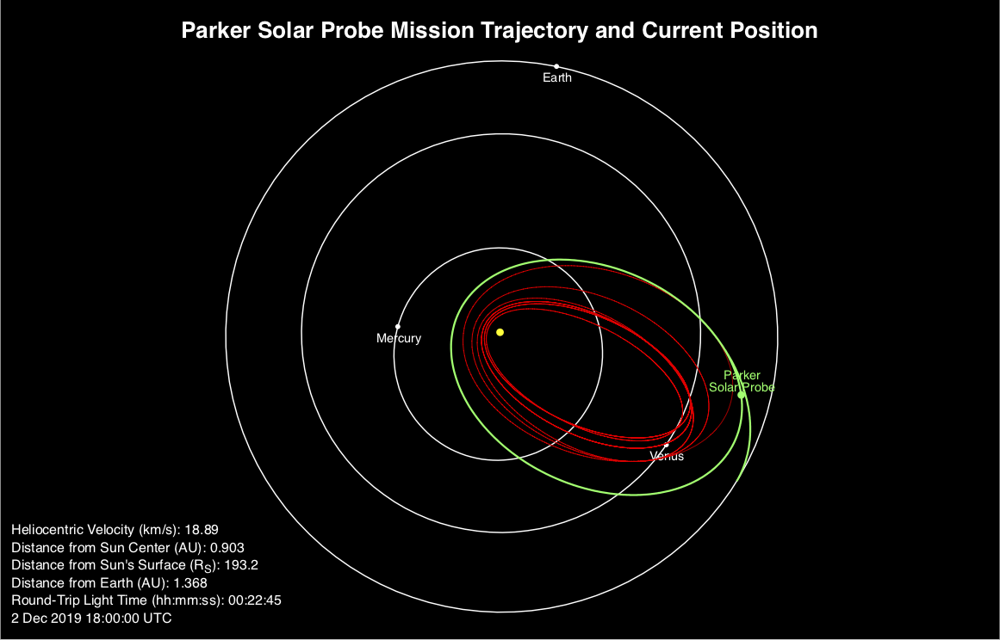 Parker Solar Probe Mission Trajectory and Current Position
Earth
Mercury
Parker
Solar Probe
Venus
Heliocentric Velocity (km/s): 18.89
Distance from Sun Center (AU): 0.903
Distance from Sun's Surface (RS): 193.2
Distance from Earth (AU): 1.368
Round-Trip Light Time (hh:mm:ss): 00:22:45
2 Dec 2019 18:00:00 UTC